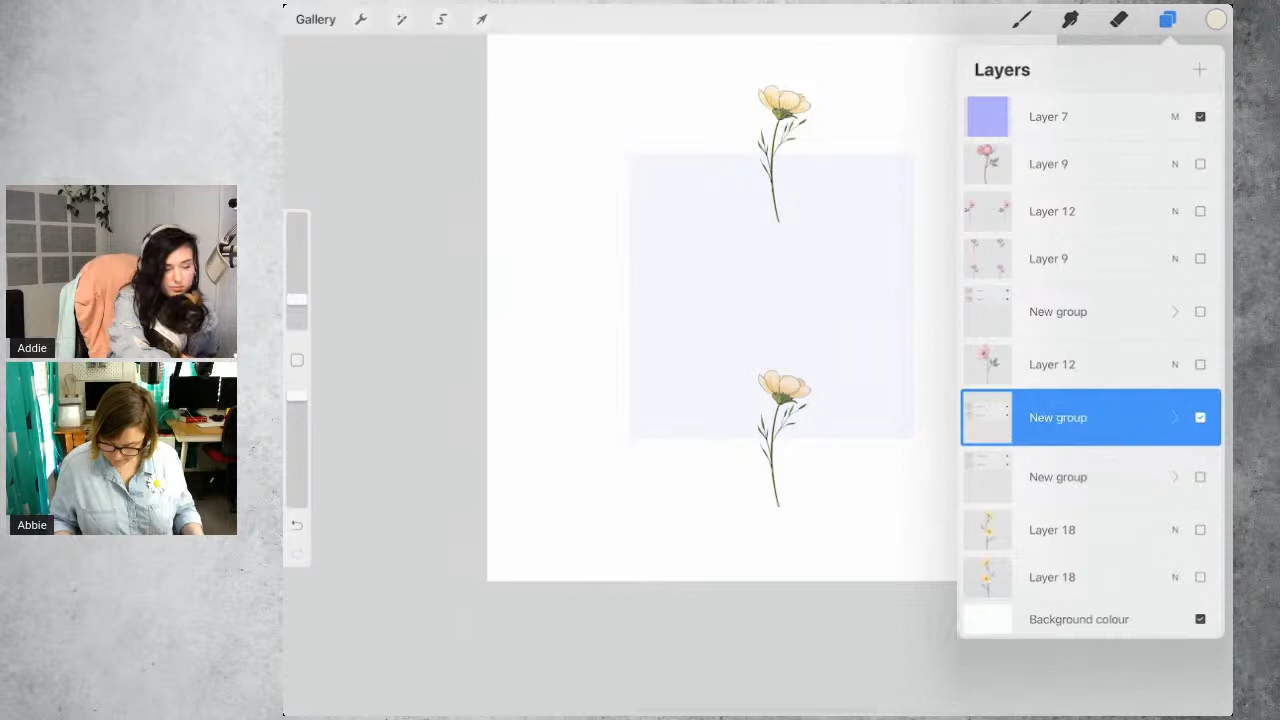 Gallery
Layers
Layer 7 M
Layer 9 N
Layer 12 N
Layer 9 N
New group
Layer 12 N
New group
New group
Layer 18 N
Layer 18 N
Background colour
Addie
Abbie